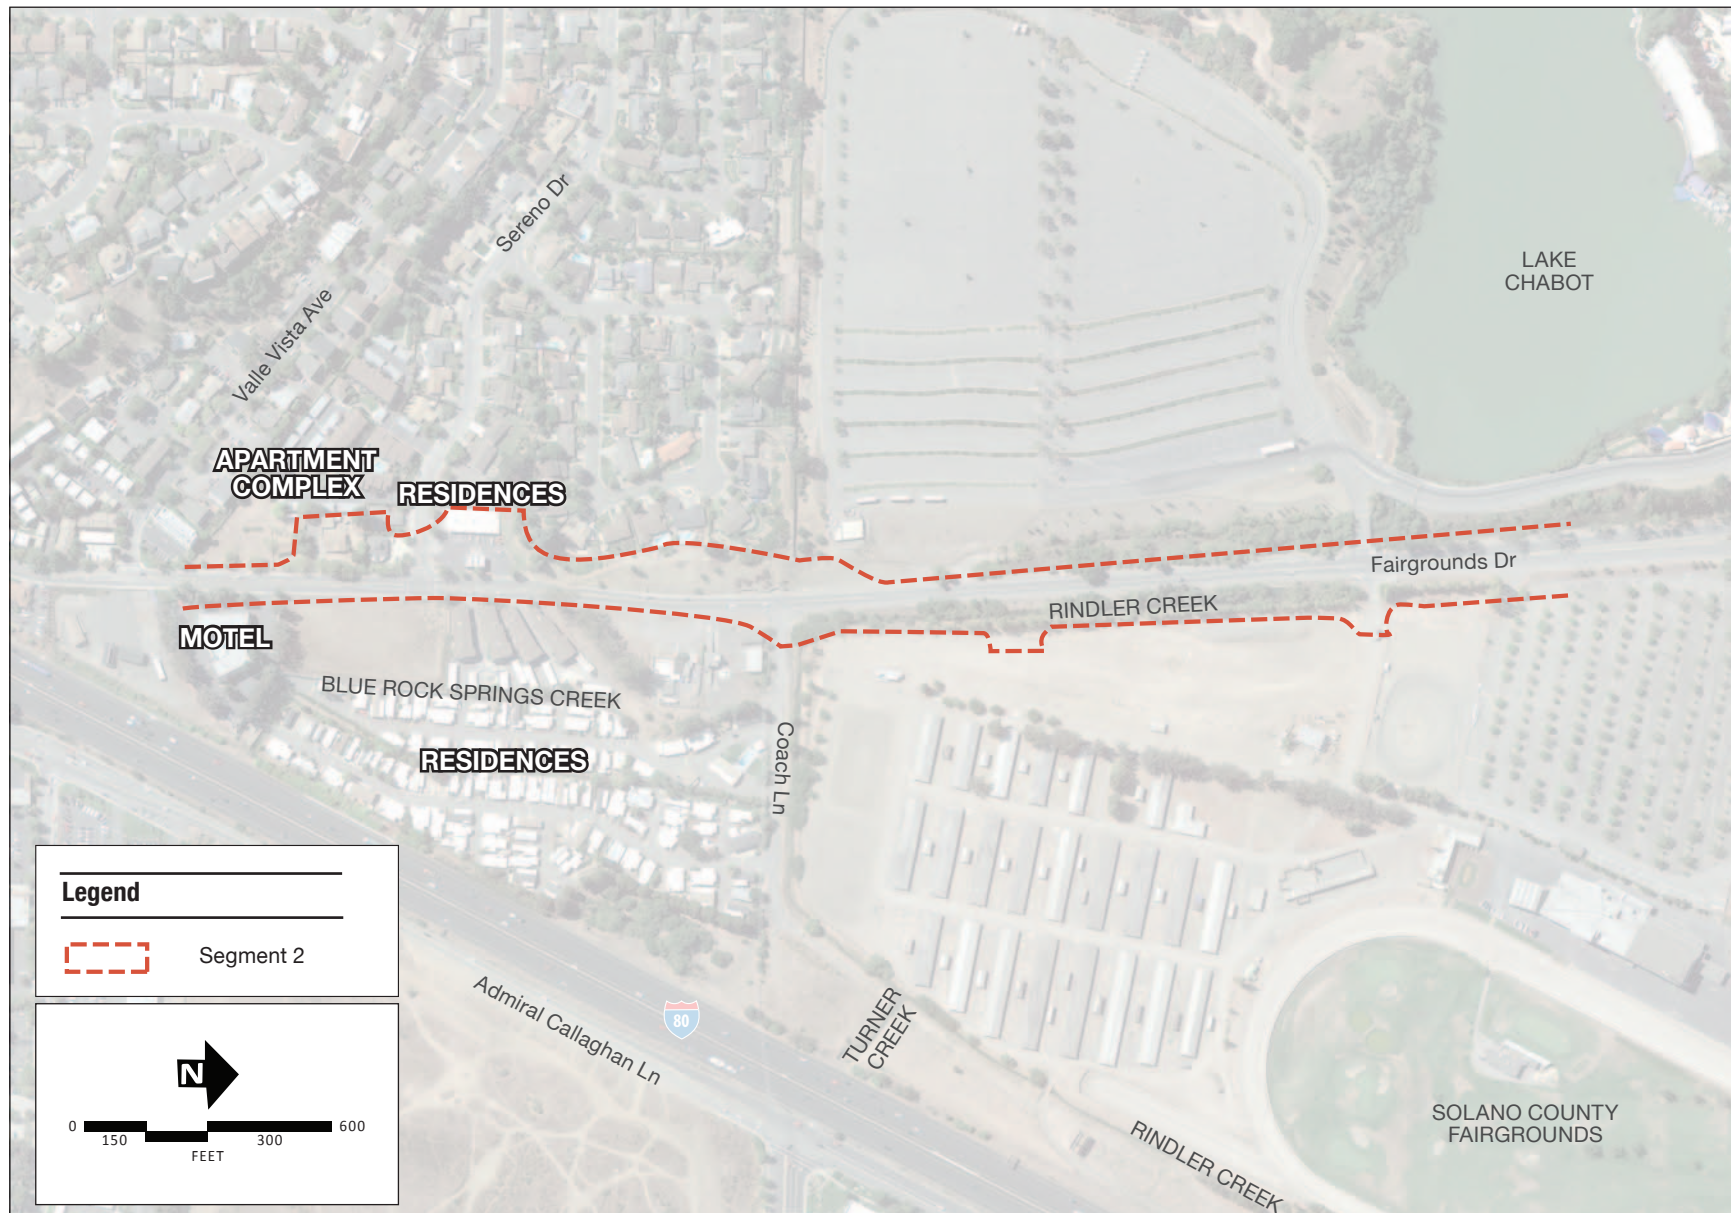 Sereno Dr
LAKE
CHABOT
Valle Vista Ave
APARTMENT
COMPLEX
RESIDENCES
Fairgrounds Dr
RINDLER CREEK
MOTEL
BLUE ROCK SPRINGS CREEK
RESIDENCES
Coach Ln
Legend
Segment 2
Admiral Callaghan Ln
80
TURNER
CREEK
N
0
150
300
600
FEET
RINDLER CREEK
SOLANO COUNTY
FAIRGROUNDS